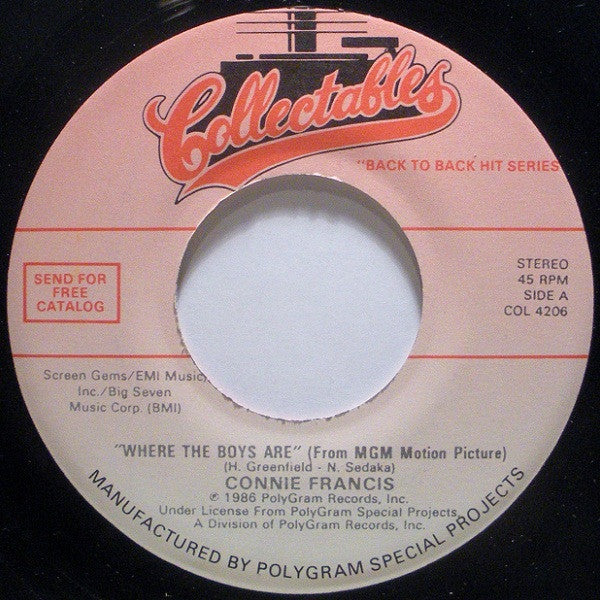 Collectables
"BACK TO BACK HIT SERIES
SEND FOR
FREE
CATALOG
STEREO
45 RPM
SIDE A
COL 4206
Screen Gems/EMI Music,
Inc./Big Seven
Music Corp. (BMI)
"WHERE THE BOYS ARE" (From MGM Motion Picture)
(H. Greenfield - N. Sedaka)
CONNIE FRANCIS
℗ 1986 PolyGram Records, Inc.
Under License From PolyGram Special Projects,
A Division of PolyGram Records, Inc.
MANUFACTURED BY POLYGRAM SPECIAL PROJECTS